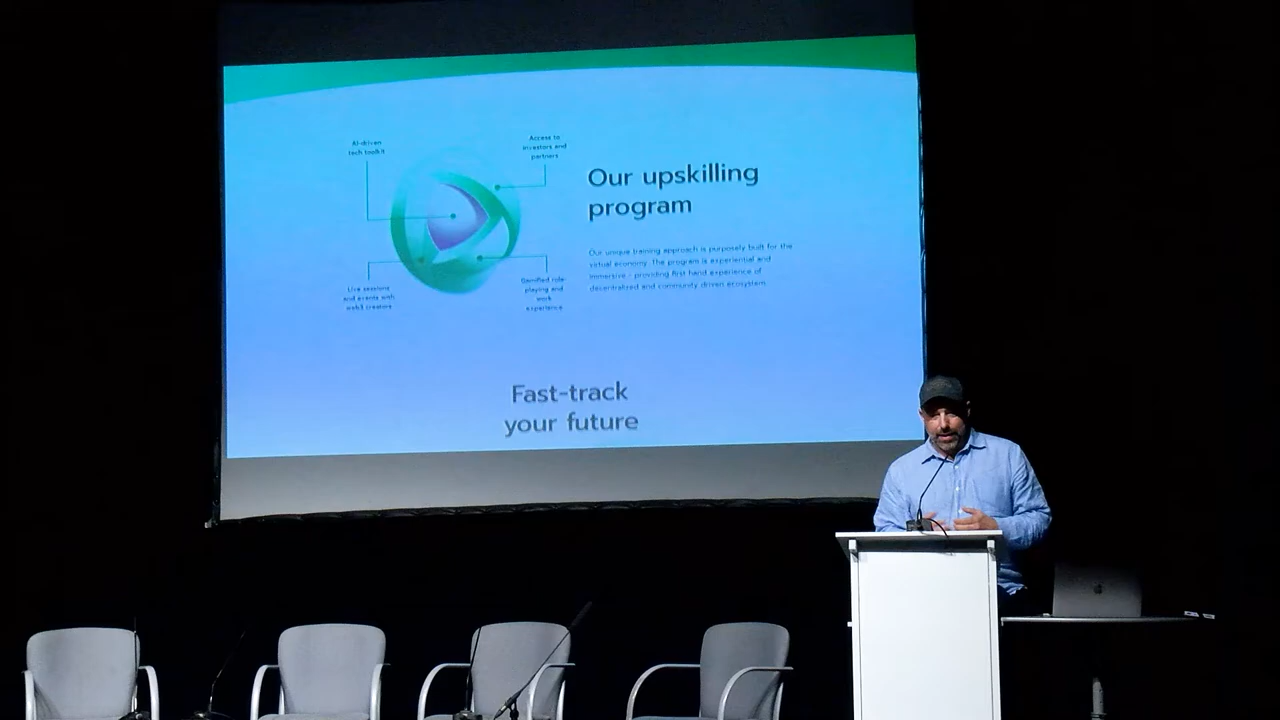 AI-driven
tech toolkit
Access to
investors and
partners
Our upskilling
program
Our unique training approach is purposely built for the
virtual economy. The program is experiential and
immersive - providing first hand experience of
decentralized and community driven ecosystem
Live sessions
and events with
web3 creators
Gamified role-
playing and
work
experience
Fast-track
your future